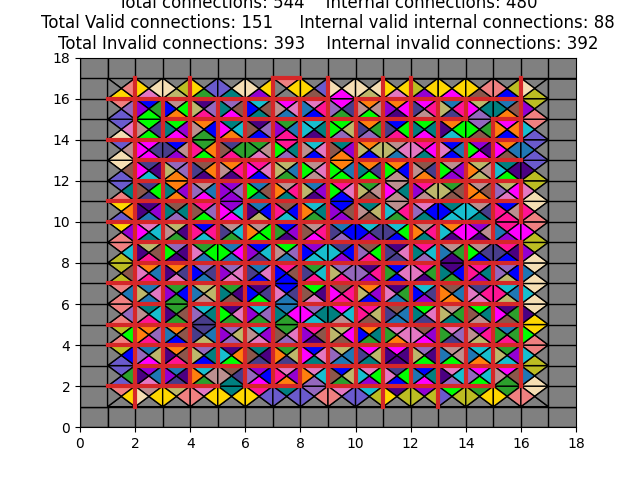 Total connections: 544    Internal connections: 480
Total Valid connections: 151    Internal valid internal connections: 88
Total Invalid connections: 393    Internal invalid connections: 392
18
16
14
12
10
8
6
4
2
0
0 2 4 6 8 10 12 14 16 18